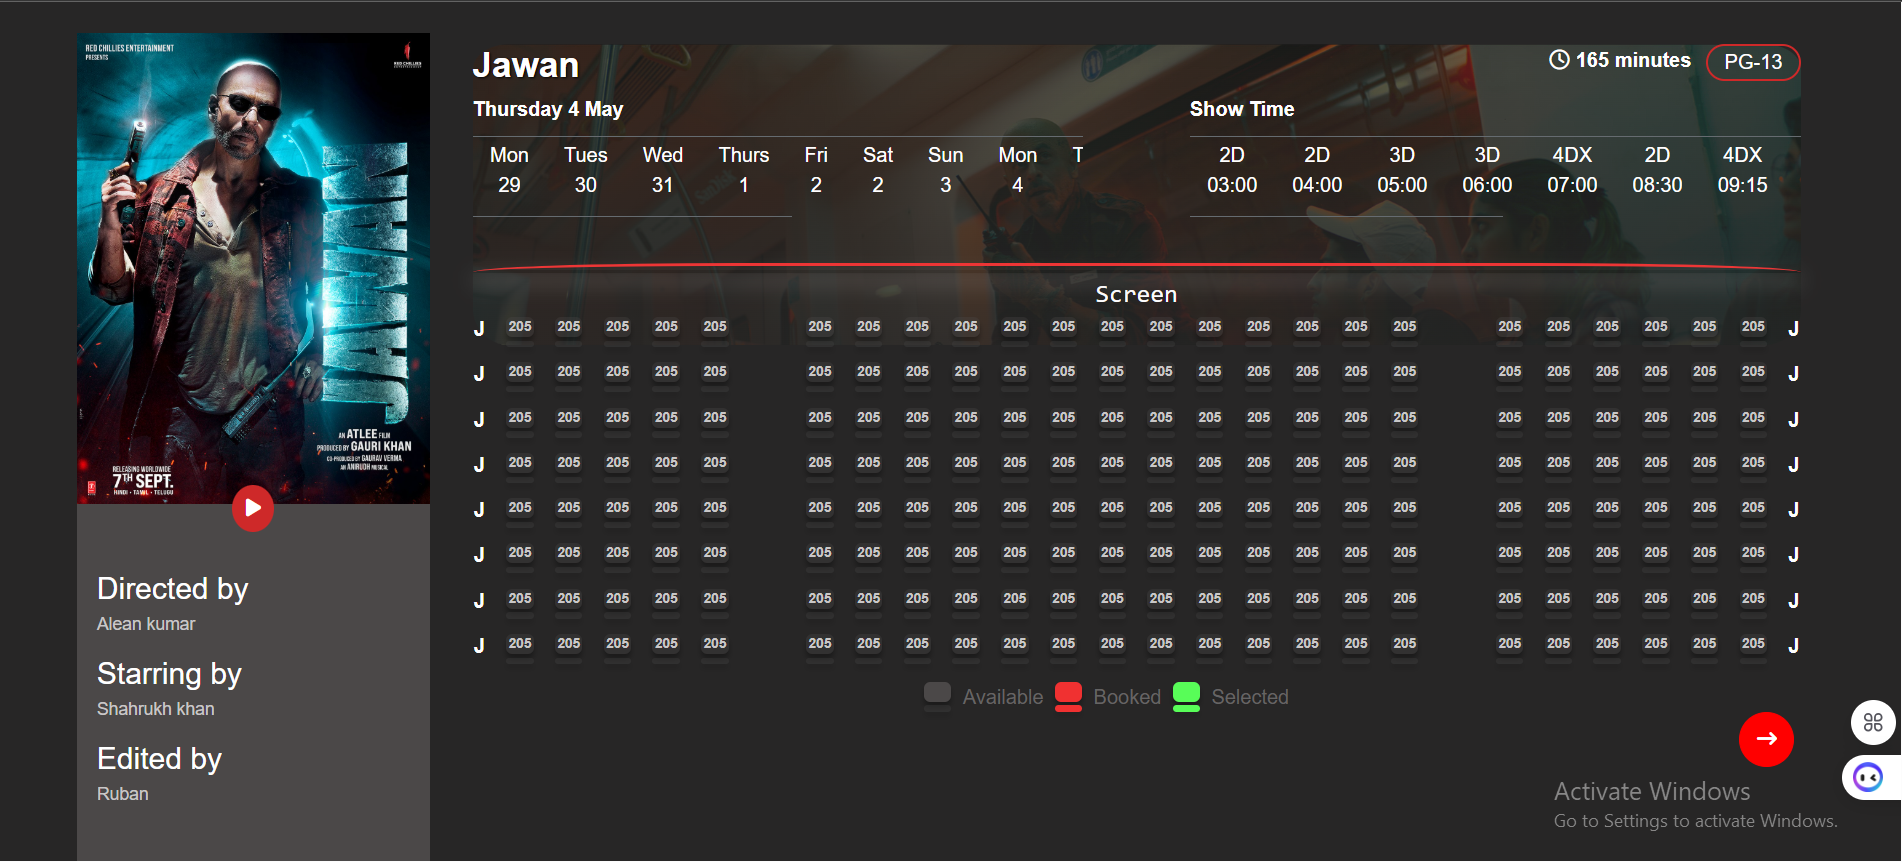 RED CHILLIES ENTERTAINMENT
PRESENTS
RED CHILLIES
JAWAN
AN ATLEE FILM
PRODUCED BY GAURI KHAN
CO-PRODUCED BY GAURAV VERMA
AN ANIRUDH MUSICAL
RELEASING WORLDWIDE
7TH SEPT.
HINDI • TAMIL • TELUGU
Directed by
Alean kumar
Starring by
Shahrukh khan
Edited by
Ruban
Jawan
165 minutes PG-13
Thursday 4 May
Show Time
Mon Tues Wed Thurs Fri Sat Sun Mon T
29 30 31 1 2 2 3 4
2D 2D 3D 3D 4DX 2D 4DX
03:00 04:00 05:00 06:00 07:00 08:30 09:15
Screen
J 205 205 205 205 205 205 205 205 205 205 205 205 205 205 205 205 205 205 205 205 205 205 205 205 J
J 205 205 205 205 205 205 205 205 205 205 205 205 205 205 205 205 205 205 205 205 205 205 205 205 J
J 205 205 205 205 205 205 205 205 205 205 205 205 205 205 205 205 205 205 205 205 205 205 205 205 J
J 205 205 205 205 205 205 205 205 205 205 205 205 205 205 205 205 205 205 205 205 205 205 205 205 J
J 205 205 205 205 205 205 205 205 205 205 205 205 205 205 205 205 205 205 205 205 205 205 205 205 J
J 205 205 205 205 205 205 205 205 205 205 205 205 205 205 205 205 205 205 205 205 205 205 205 205 J
J 205 205 205 205 205 205 205 205 205 205 205 205 205 205 205 205 205 205 205 205 205 205 205 205 J
J 205 205 205 205 205 205 205 205 205 205 205 205 205 205 205 205 205 205 205 205 205 205 205 205 J
Available Booked Selected
Activate Windows
Go to Settings to activate Windows.